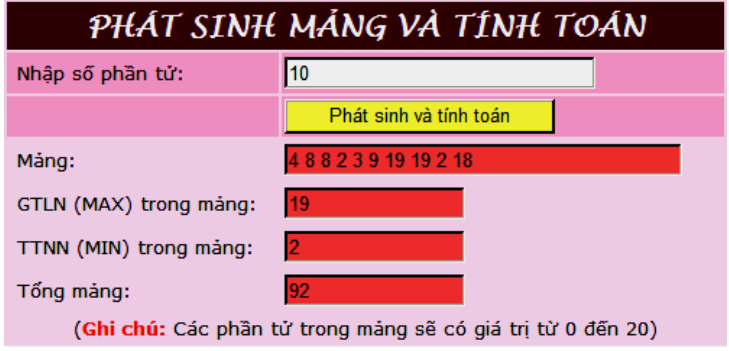 PHÁT SINH MẢNG VÀ TÍNH TOÁN
Nhập số phần tử: 10
Phát sinh và tính toán
Mảng: 4 8 8 2 3 9 19 19 2 18
GTLN (MAX) trong mảng: 19
TTNN (MIN) trong mảng: 2
Tổng mảng: 92
(Ghi chú: Các phần tử trong mảng sẽ có giá trị từ 0 đến 20)